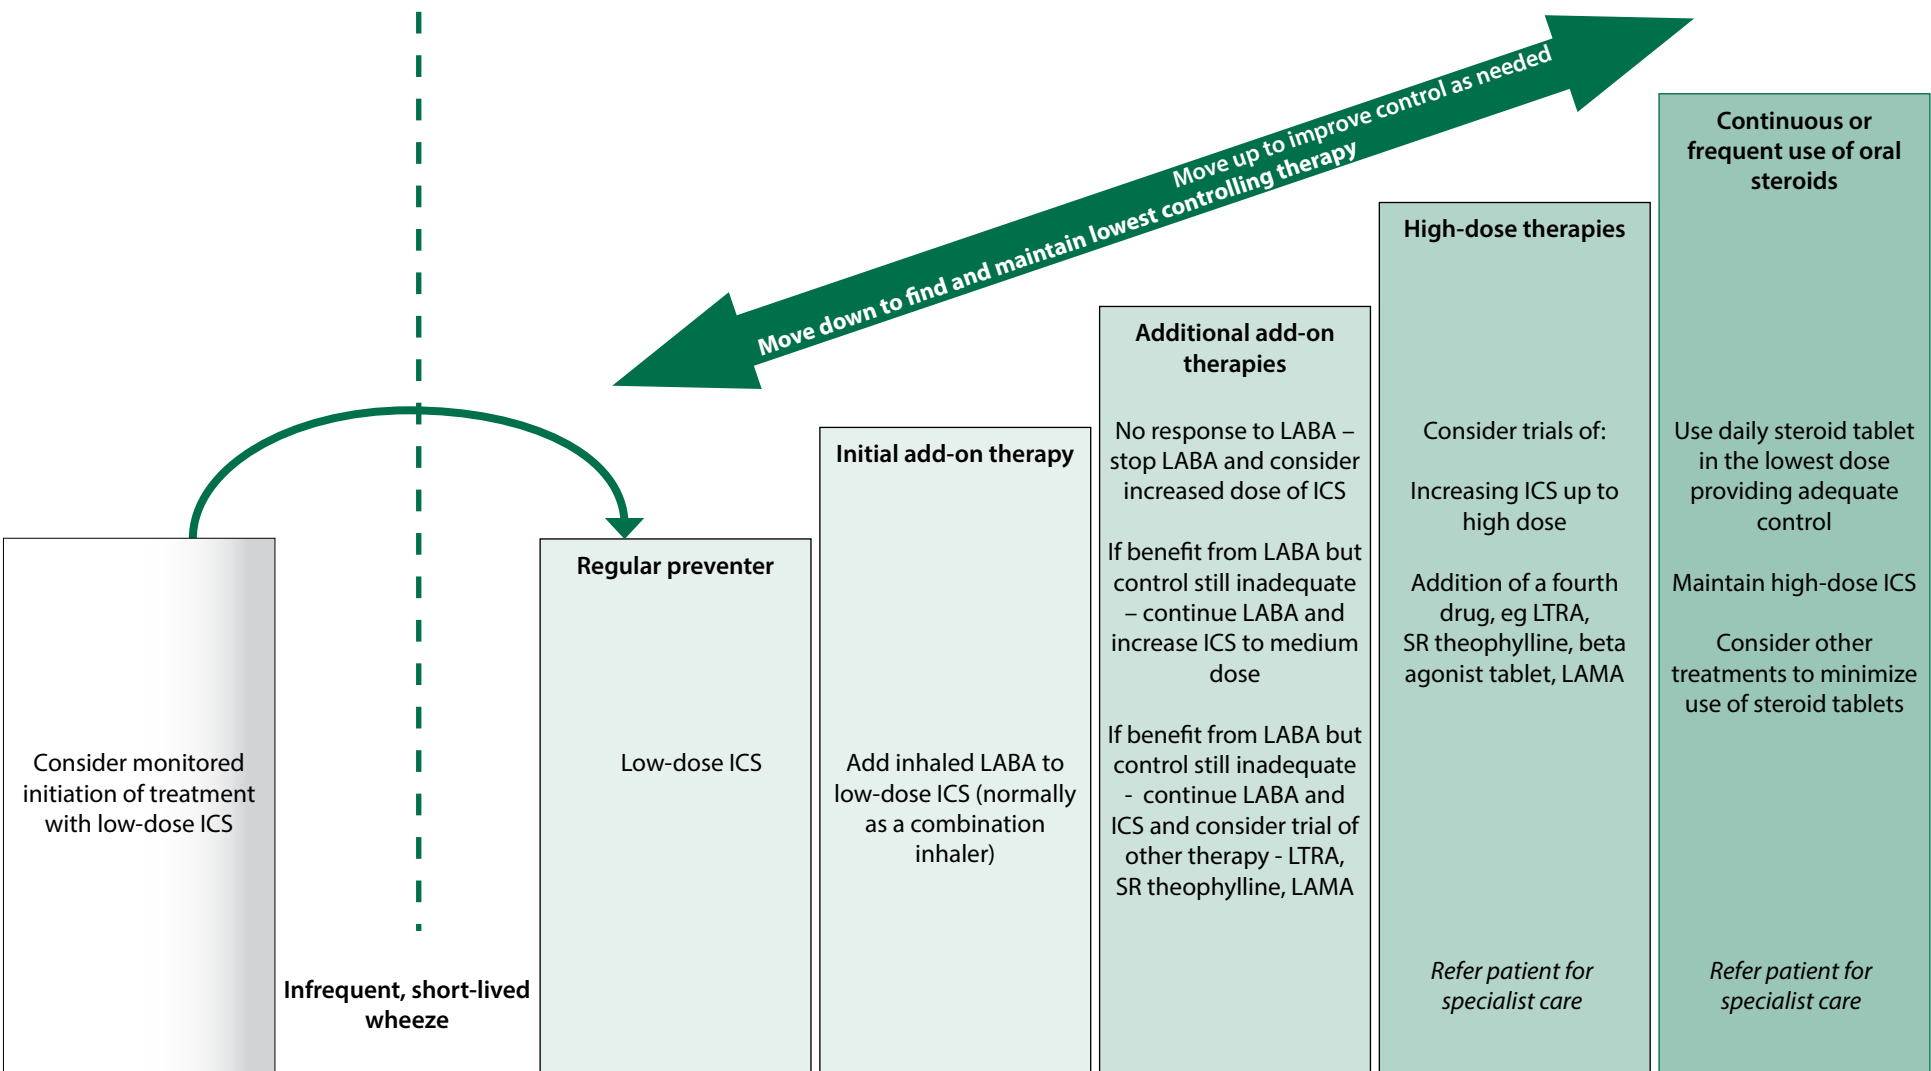 Move up to improve control as needed
Move down to find and maintain lowest controlling therapy
Consider monitored
initiation of treatment
with low-dose ICS
Infrequent, short-lived
wheeze
Regular preventer
Low-dose ICS
Initial add-on therapy
Add inhaled LABA to
low-dose ICS (normally
as a combination
inhaler)
Additional add-on
therapies
No response to LABA –
stop LABA and consider
increased dose of ICS
If benefit from LABA but
control still inadequate
– continue LABA and
increase ICS to medium
dose
If benefit from LABA but
control still inadequate
- continue LABA and
ICS and consider trial of
other therapy - LTRA,
SR theophylline, LAMA
High-dose therapies
Consider trials of:
Increasing ICS up to
high dose
Addition of a fourth
drug, eg LTRA,
SR theophylline, beta
agonist tablet, LAMA
Refer patient for
specialist care
Continuous or
frequent use of oral
steroids
Use daily steroid tablet
in the lowest dose
providing adequate
control
Maintain high-dose ICS
Consider other
treatments to minimize
use of steroid tablets
Refer patient for
specialist care